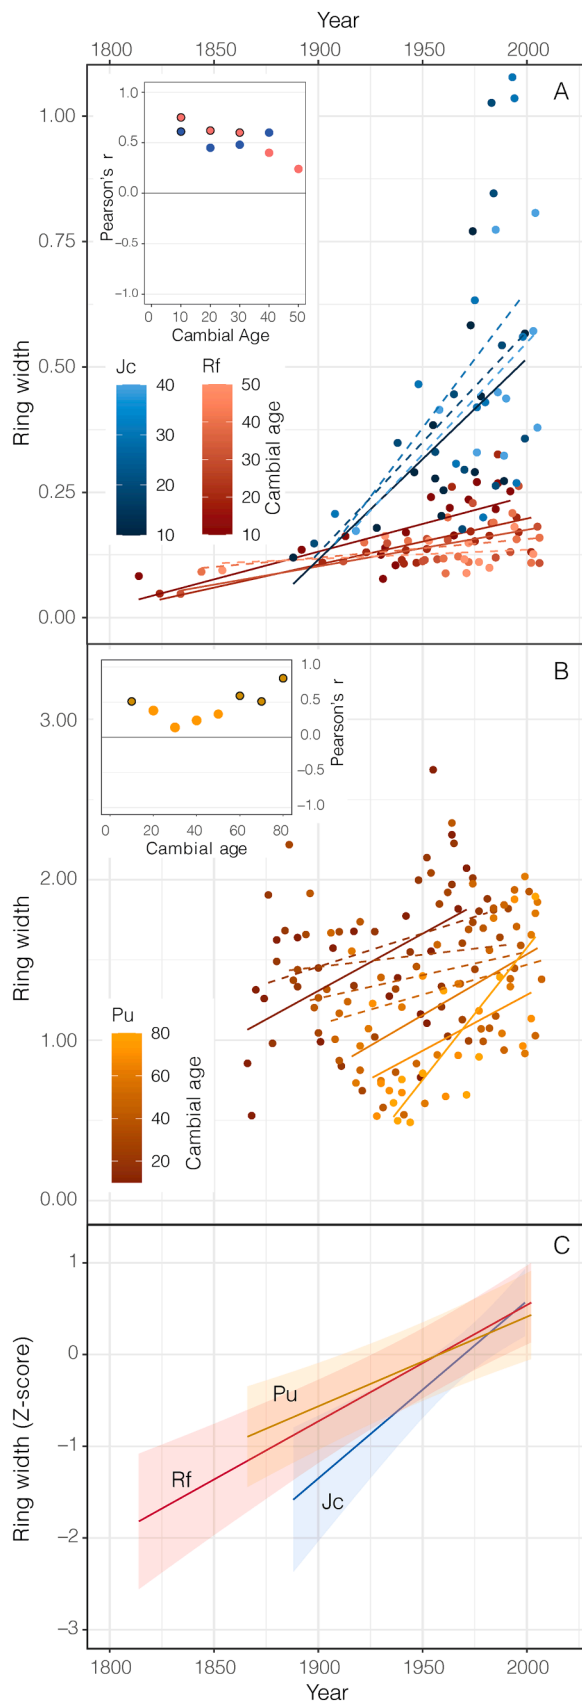 Year
1800 1850 1900 1950 2000
A
1.00
0.75
0.50
0.25
0.00
Ring width
1.0
0.5
0.0
−0.5
−1.0
Pearson's r
0 10 20 30 40 50
Cambial Age
Jc
40
30
20
10
Rf
50
40
30
20
10
Cambial age
B
3.00
2.00
1.00
0.00
Ring width
1.0
0.5
0.0
−0.5
−1.0
Pearson's r
0 20 40 60 80
Cambial age
Pu
80
60
40
20
Cambial age
C
1
0
−1
−2
−3
Ring width (Z-score)
Pu
Rf
Jc
1800 1850 1900 1950 2000
Year